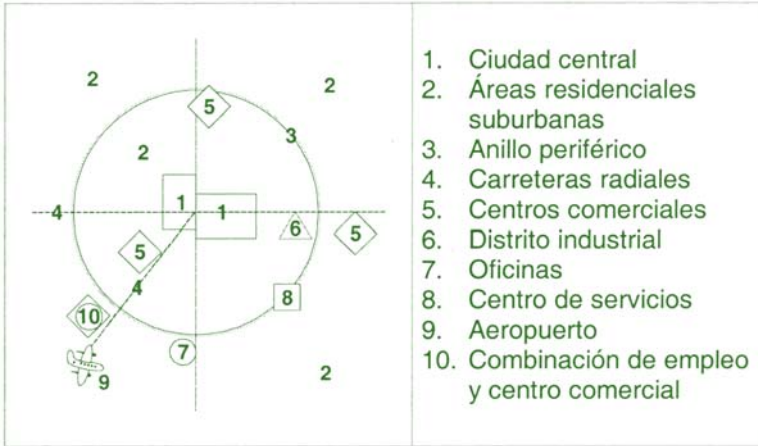 2
2
5
3
2
1
1
4
6
5
5
4
8
10
7
2
9
1. Ciudad central
2. Áreas residenciales
suburbanas
3. Anillo periférico
4. Carreteras radiales
5. Centros comerciales
6. Distrito industrial
7. Oficinas
8. Centro de servicios
9. Aeropuerto
10. Combinación de empleo
y centro comercial